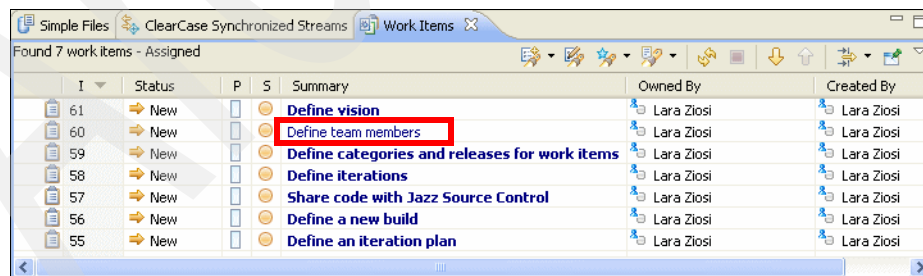 Simple Files ClearCase Synchronized Streams Work Items
Found 7 work items - Assigned
I Status P S Summary Owned By Created By
61 New Define vision Lara Ziosi Lara Ziosi
60 New Define team members Lara Ziosi Lara Ziosi
59 New Define categories and releases for work items Lara Ziosi Lara Ziosi
58 New Define iterations Lara Ziosi Lara Ziosi
57 New Share code with Jazz Source Control Lara Ziosi Lara Ziosi
56 New Define a new build Lara Ziosi Lara Ziosi
55 New Define an iteration plan Lara Ziosi Lara Ziosi